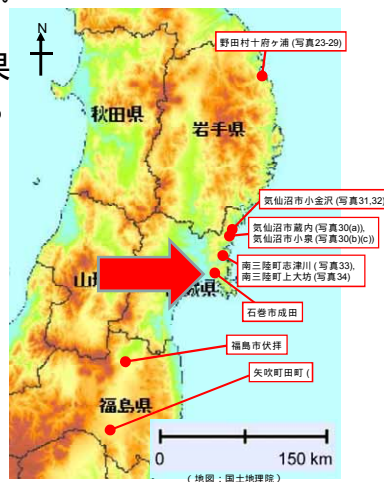 N
野田村十府ヶ浦 (写真23-29)
秋田県
岩手県
気仙沼市小金沢 (写真31,32)
気仙沼市蔵内 (写真30(a)),
気仙沼市小泉 (写真30(b)(c))
南三陸町志津川 (写真33),
南三陸町上大坊 (写真34)
山
城県
石巻市成田
福島市伏拝
矢吹町田町 (
福島県
0
150 km
(地図:国土地理院)